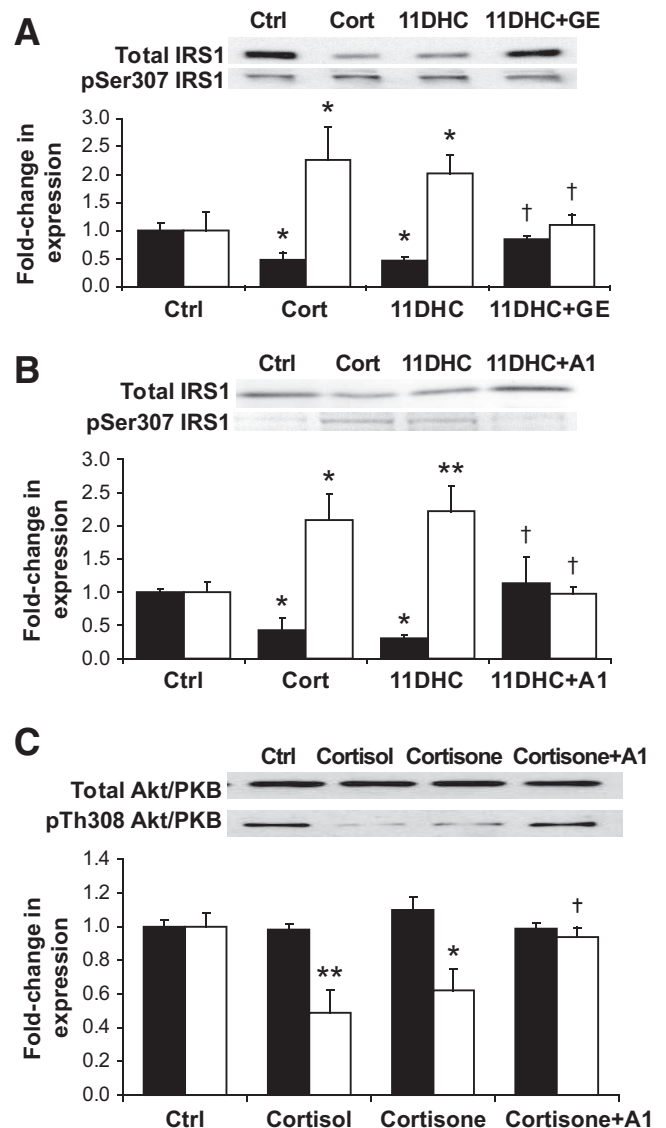 A
Ctrl Cort 11DHC 11DHC+GE
Total IRS1
pSer307 IRS1
Fold-change in
expression
3.0
2.5
2.0
1.5
1.0
0.5
0.0
* * * * † †
Ctrl Cort 11DHC 11DHC+GE
B
Ctrl Cort 11DHC 11DHC+A1
Total IRS1
pSer307 IRS1
Fold-change in
expression
3.0
2.5
2.0
1.5
1.0
0.5
0.0
* * * ** † †
Ctrl Cort 11DHC 11DHC+A1
C
Ctrl Cortisol Cortisone Cortisone+A1
Total Akt/PKB
pTh308 Akt/PKB
Fold-change in
expression
1.4
1.2
1.0
0.8
0.6
0.4
0.2
0.0
** * †
Ctrl Cortisol Cortisone Cortisone+A1